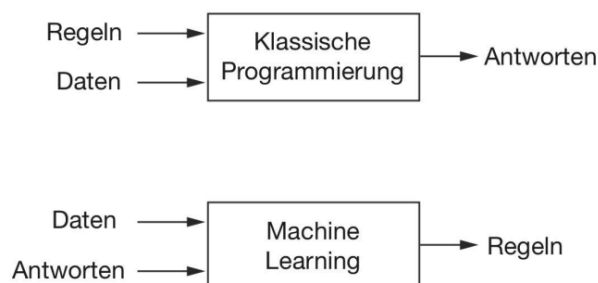 Regeln
Daten
Klassische
Programmierung
Antworten
Daten
Antworten
Machine
Learning
Regeln